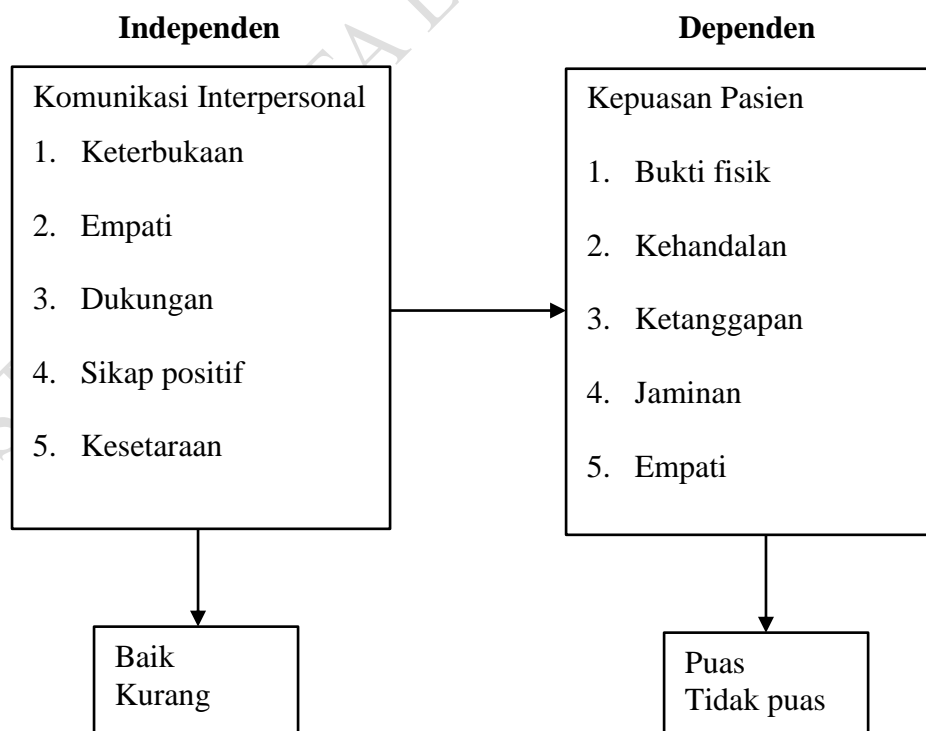 Independen
Dependen
Komunikasi Interpersonal
1. Keterbukaan
2. Empati
3. Dukungan
4. Sikap positif
5. Kesetaraan
Kepuasan Pasien
1. Bukti fisik
2. Kehandalan
3. Ketanggapan
4. Jaminan
5. Empati
Baik
Kurang
Puas
Tidak puas